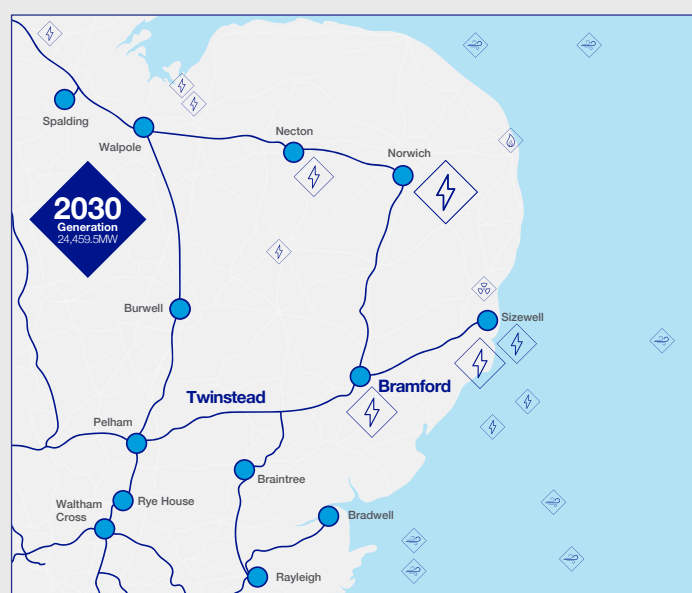 Spalding
Walpole
Necton
Norwich
2030
Generation
24,459.5MW
Burwell
Sizewell
Twinstead
Bramford
Pelham
Braintree
Waltham
Cross
Rye House
Bradwell
Rayleigh